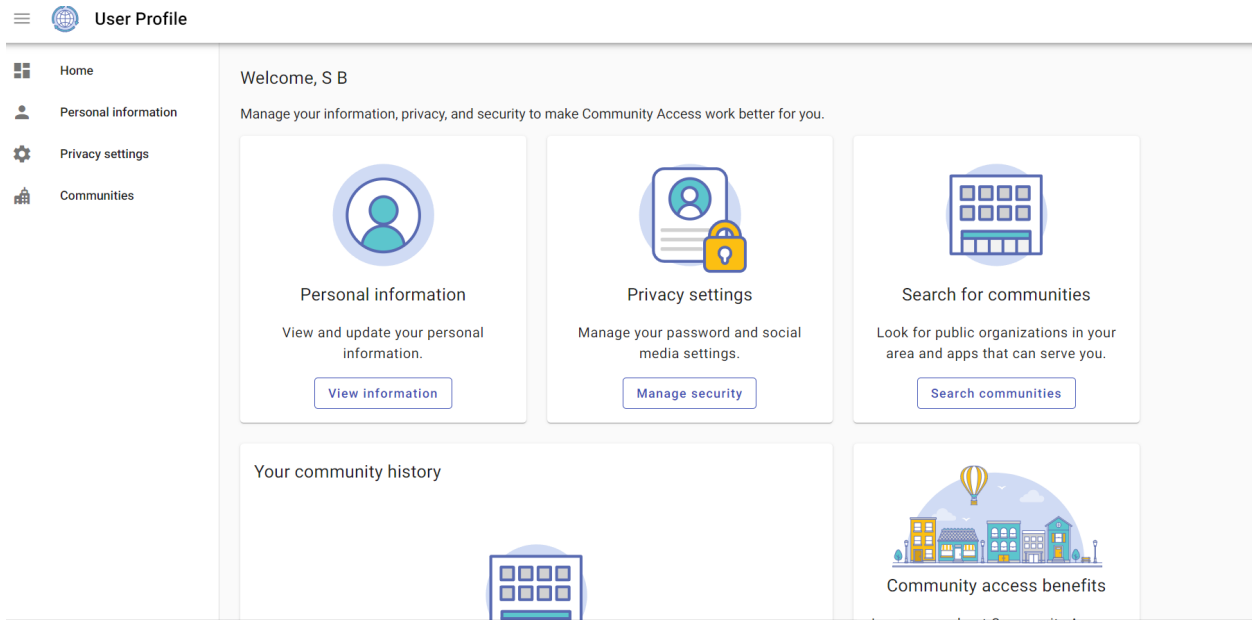 User Profile
Home
Personal information
Privacy settings
Communities
Welcome, S B
Manage your information, privacy, and security to make Community Access work better for you.
Personal information
View and update your personal
information.
View information
Privacy settings
Manage your password and social
media settings.
Manage security
Search for communities
Look for public organizations in your
area and apps that can serve you.
Search communities
Your community history
Community access benefits